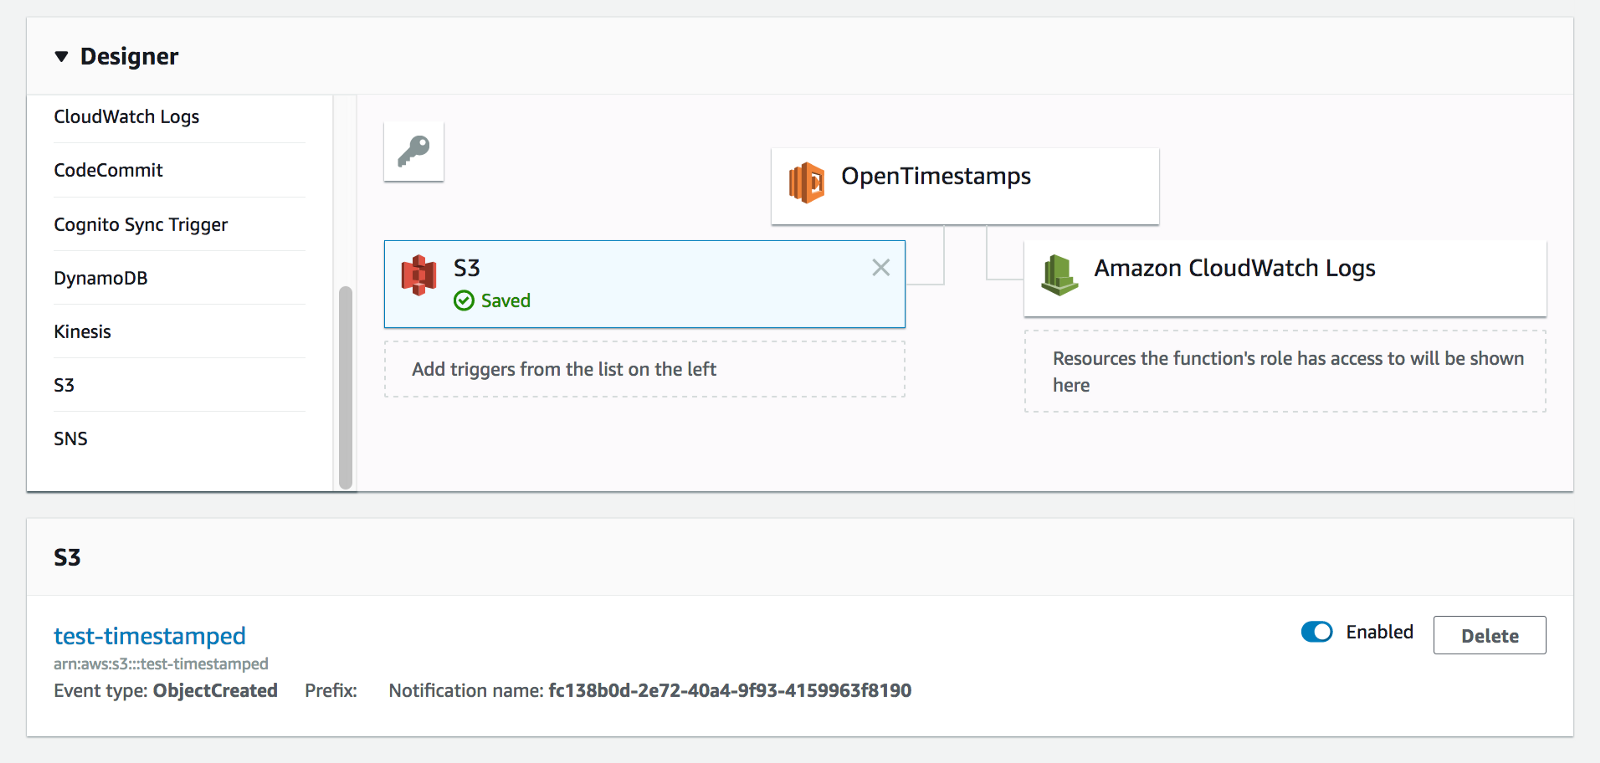 Designer
CloudWatch Logs
CodeCommit
Cognito Sync Trigger
DynamoDB
Kinesis
S3
SNS
OpenTimestamps
S3
Saved
Add triggers from the list on the left
Amazon CloudWatch Logs
Resources the function's role has access to will be shown
here
S3
test-timestamped
arn:aws:s3:::test-timestamped
Event type: ObjectCreated Prefix: Notification name: fc138b0d-2e72-40a4-9f93-4159963f8190
Enabled
Delete